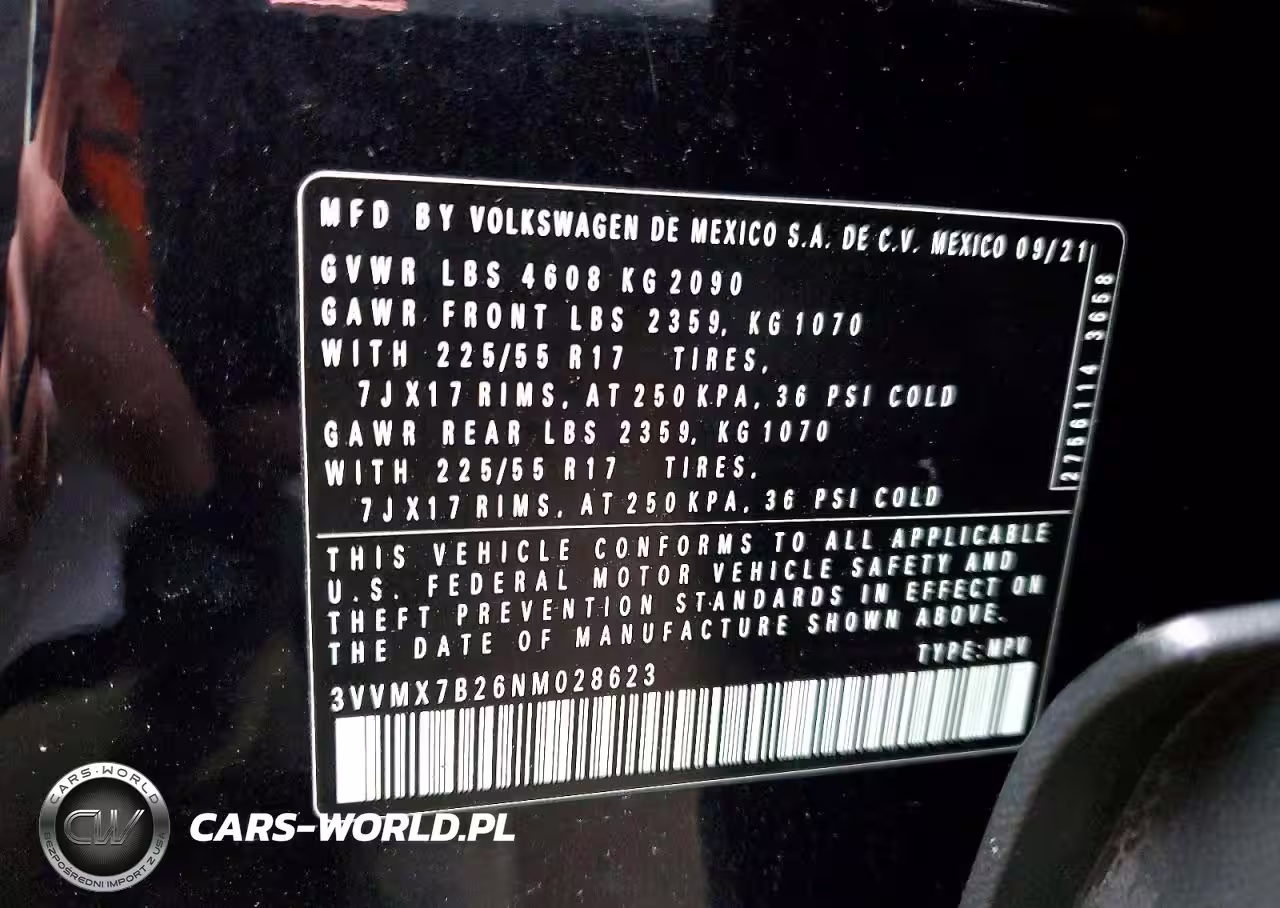 MFD BY VOLKSWAGEN DE MEXICO S.A. DE C.V. MEXICO 09/21
GVWR LBS 4608 KG 2090
GAWR FRONT LBS 2359, KG 1070
WITH 225/55 R17 TIRES,
7JX17 RIMS, AT 250 KPA, 36 PSI COLD
GAWR REAR LBS 2359, KG 1070
WITH 225/55 R17 TIRES,
7JX17 RIMS, AT 250 KPA, 36 PSI COLD
2756114 3658
THIS VEHICLE CONFORMS TO ALL APPLICABLE
U.S. FEDERAL MOTOR VEHICLE SAFETY AND
THEFT PREVENTION STANDARDS IN EFFECT ON
THE DATE OF MANUFACTURE SHOWN ABOVE.
TYPE:MPV
3VVMX7B26NM028623
CARS-WORLD
CW
BEZPOŚREDNI IMPORT Z USA
CARS-WORLD.PL